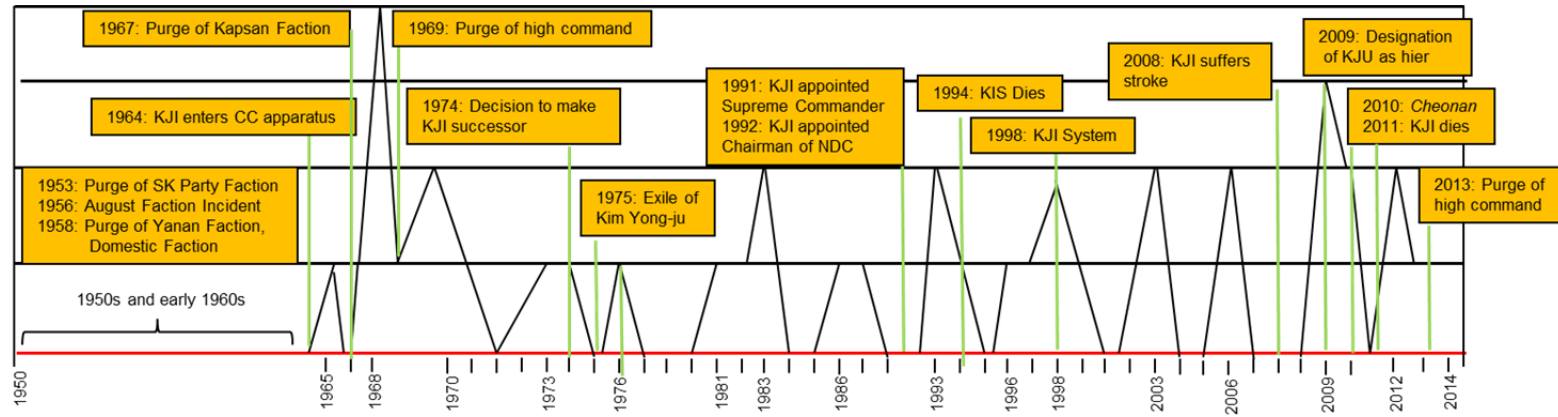 1967: Purge of Kapsan Faction
1969: Purge of high command
2009: Designation
of KJU as hier
2008: KJI suffers
stroke
1964: KJI enters CC apparatus
1974: Decision to make
KJI successor
1991: KJI appointed
Supreme Commander
1992: KJI appointed
Chairman of NDC
1994: KIS Dies
1998: KJI System
2010: Cheonan
2011: KJI dies
1953: Purge of SK Party Faction
1956: August Faction Incident
1958: Purge of Yanan Faction,
Domestic Faction
1975: Exile of
Kim Yong-ju
2013: Purge of
high command
1950s and early 1960s
1950
1965
1968
1970
1973
1976
1981
1983
1986
1993
1996
1998
2003
2006
2009
2012
2014